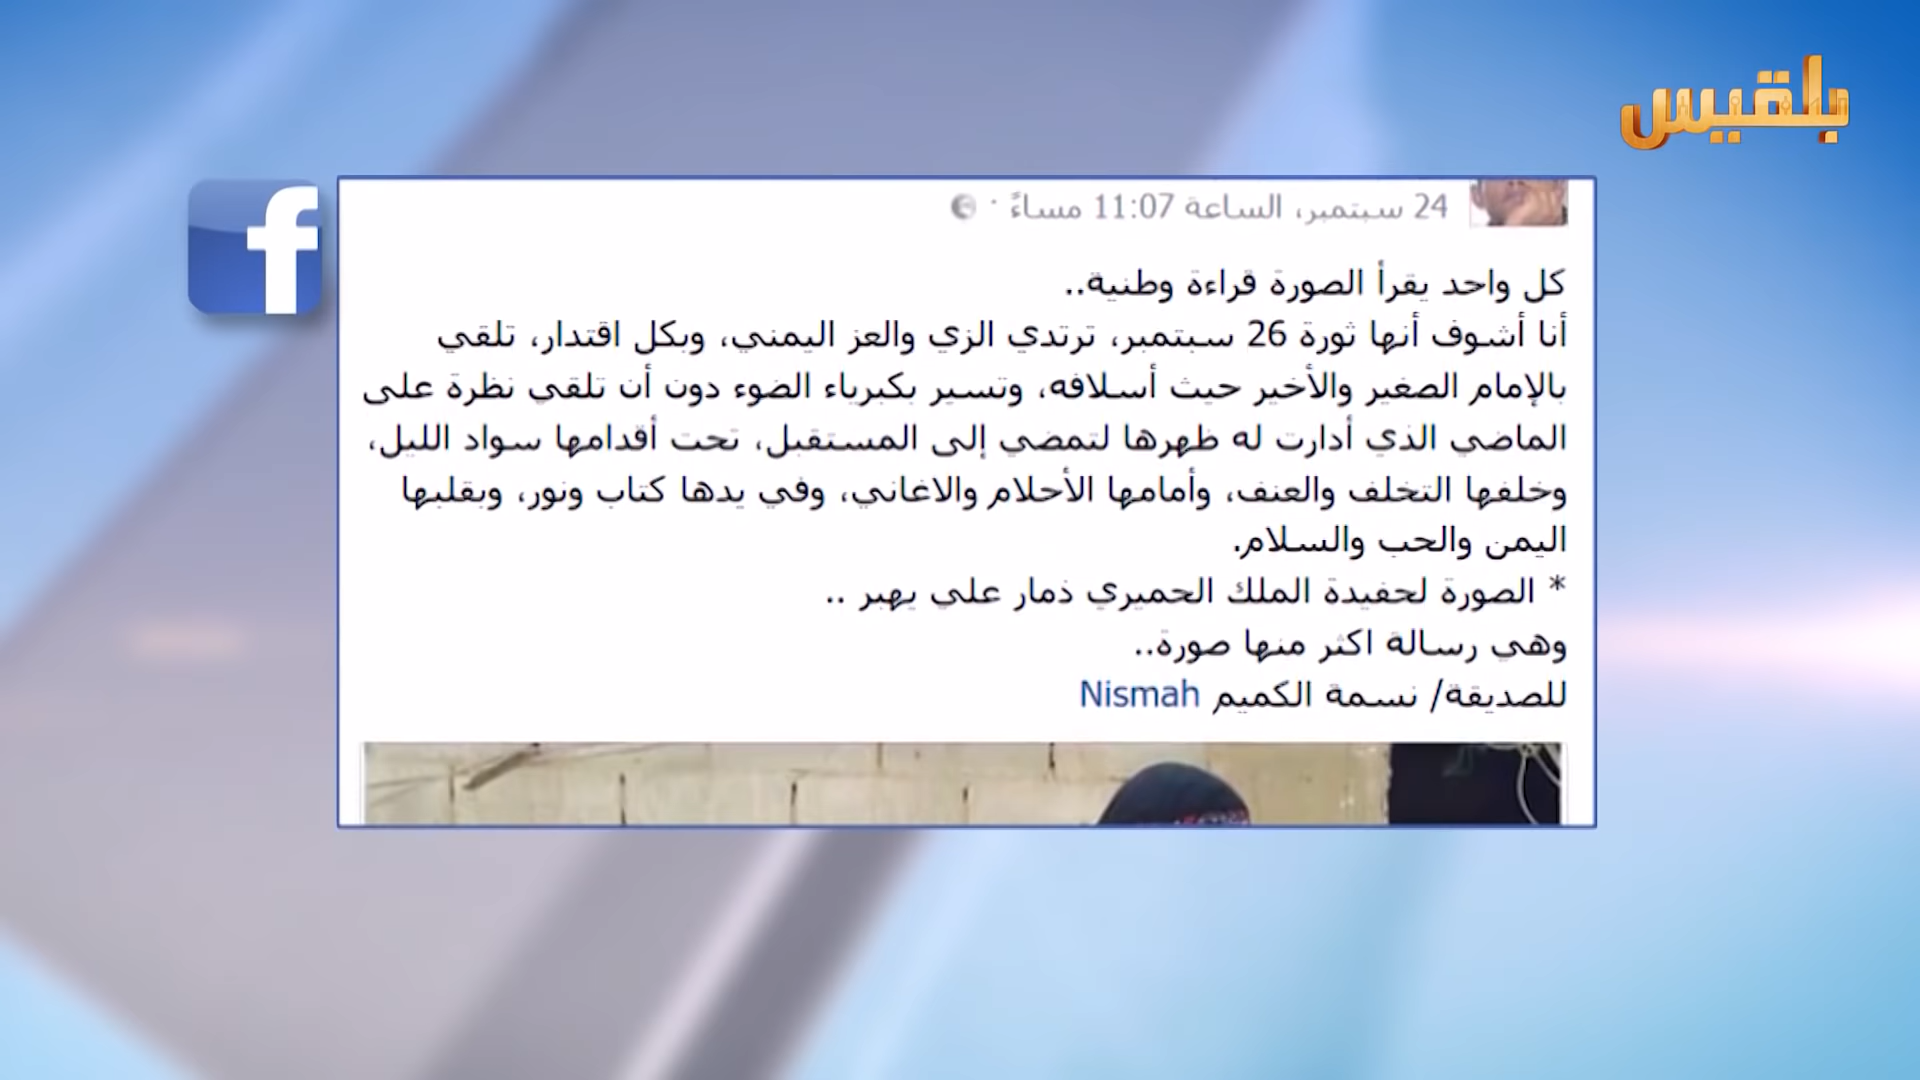 بلقيس
f
24 سبتمبر، الساعة 11:07 مساءً ·
كل واحد يقرأ الصورة قراءة وطنية..
أنا أشوف أنها ثورة 26 سبتمبر، ترتدي الزي والعز اليمني، وبكل اقتدار، تلقي
بالإمام الصغير والأخير حيث أسلافه، وتسير بكبرياء الضوء دون أن تلقي نظرة على
الماضي الذي أدارت له ظهرها لتمضي إلى المستقبل، تحت أقدامها سواد الليل،
وخلفها التخلف والعنف، وأمامها الأحلام والاغاني، وفي يدها كتاب ونور، وبقلبها
اليمن والحب والسلام.
* الصورة لحفيدة الملك الحميري ذمار علي يهبر ..
وهي رسالة اكثر منها صورة..
للصديقة/ نسمة الكميم Nismah